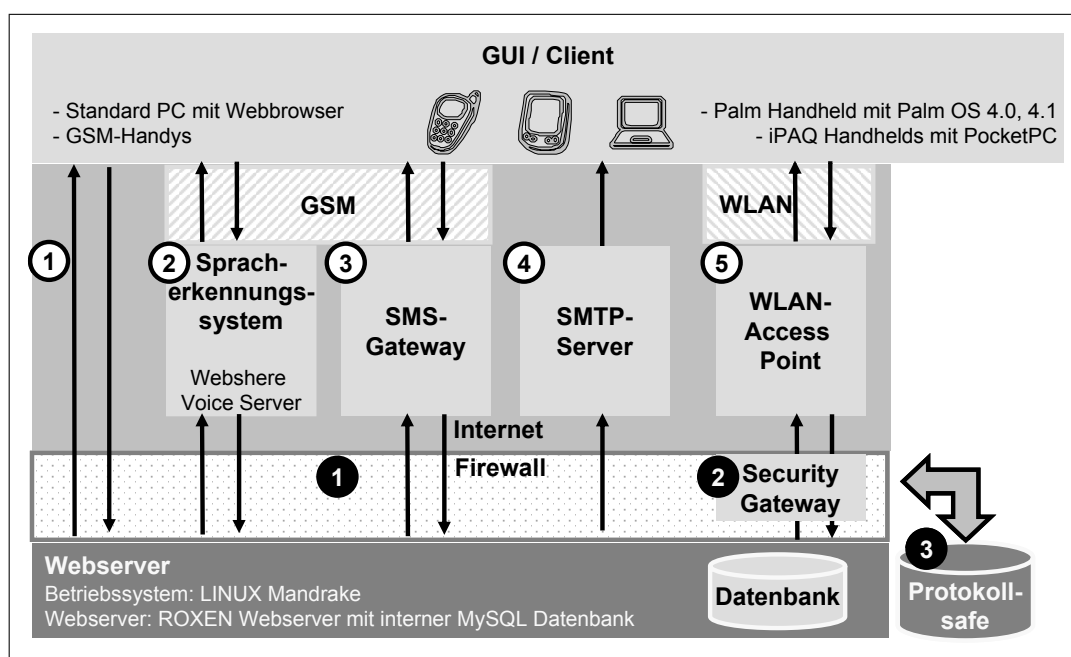 GUI / Client
- Standard PC mit Webbrowser
- GSM-Handys
- Palm Handheld mit Palm OS 4.0, 4.1
- iPAQ Handhelds mit PocketPC
GSM
WLAN
1
2
Sprach-
erkennungs-
system
Webshere
Voice Server
3
SMS-
Gateway
4
SMTP-
Server
5
WLAN-
Access
Point
Internet
1
Firewall
2
Security
Gateway
Webserver
Betriebssystem: LINUX Mandrake
Webserver: ROXEN Webserver mit interner MySQL Datenbank
Datenbank
3
Protokoll-
safe